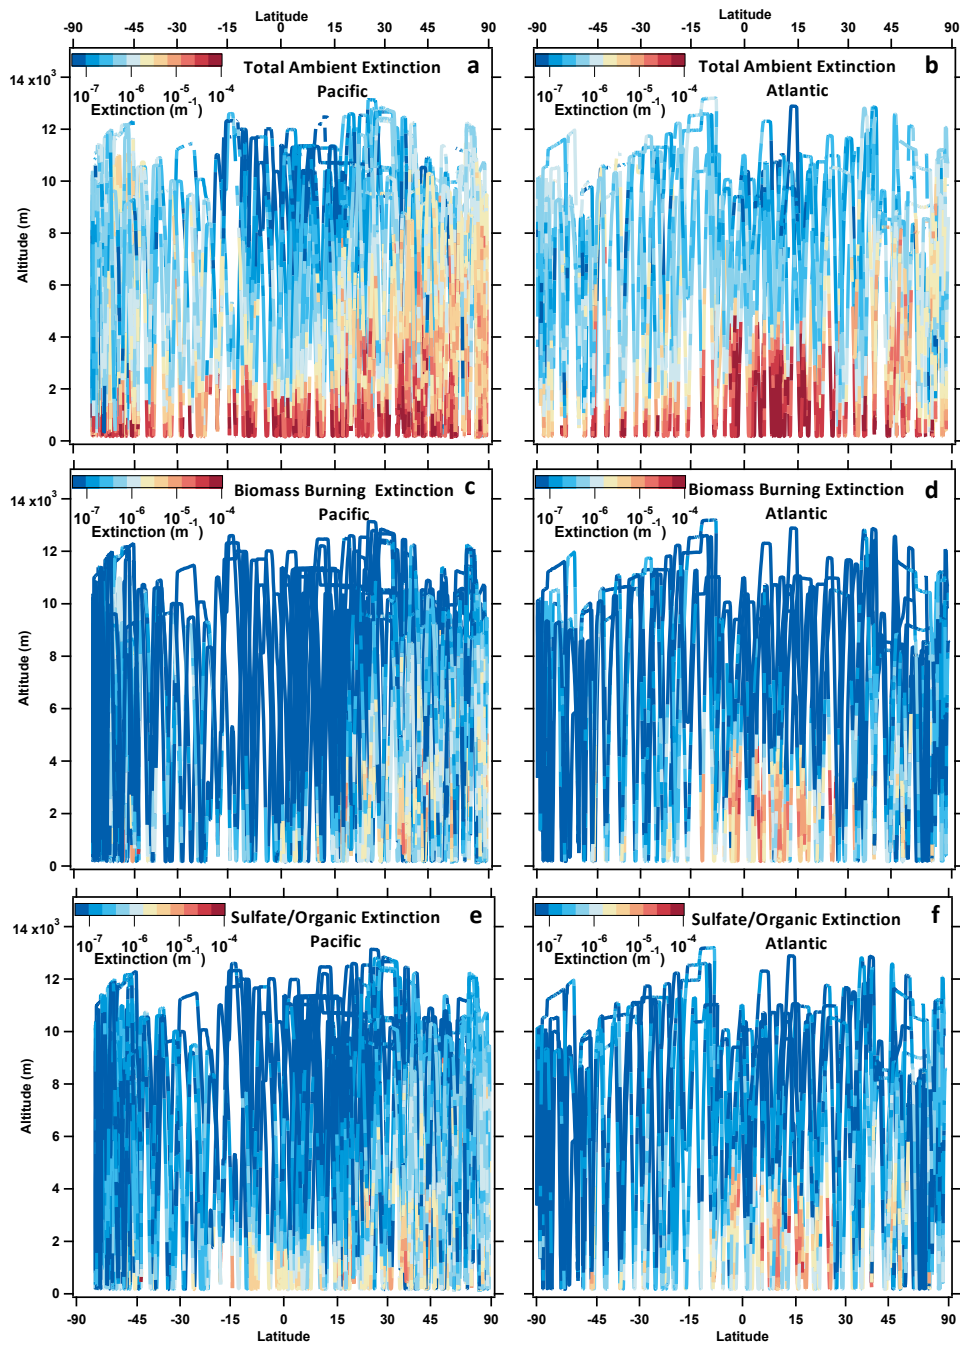 Latitude
-90 -45 -30 -15 0 15 30 45 90
Latitude
-90 -45 -30 -15 0 15 30 45 90
14 x10³
12
10
8
6
4
2
0
Altitude (m)
10⁻⁷ 10⁻⁶ 10⁻⁵ 10⁻⁴
Extinction (m⁻¹)
Total Ambient Extinction
Pacific
a
10⁻⁷ 10⁻⁶ 10⁻⁵ 10⁻⁴
Extinction (m⁻¹)
Total Ambient Extinction
Atlantic
b
14 x10³
12
10
8
6
4
2
0
Altitude (m)
10⁻⁷ 10⁻⁶ 10⁻⁵ 10⁻⁴
Extinction (m⁻¹)
Biomass Burning Extinction
Pacific
c
10⁻⁷ 10⁻⁶ 10⁻⁵ 10⁻⁴
Extinction (m⁻¹)
Biomass Burning Extinction
Atlantic
d
14 x10³
12
10
8
6
4
2
0
Altitude (m)
10⁻⁷ 10⁻⁶ 10⁻⁵ 10⁻⁴
Extinction (m⁻¹)
Sulfate/Organic Extinction
Pacific
e
10⁻⁷ 10⁻⁶ 10⁻⁵ 10⁻⁴
Extinction (m⁻¹)
Sulfate/Organic Extinction
Atlantic
f
-90 -45 -30 -15 0 15 30 45 90
Latitude
-90 -45 -30 -15 0 15 30 45 90
Latitude